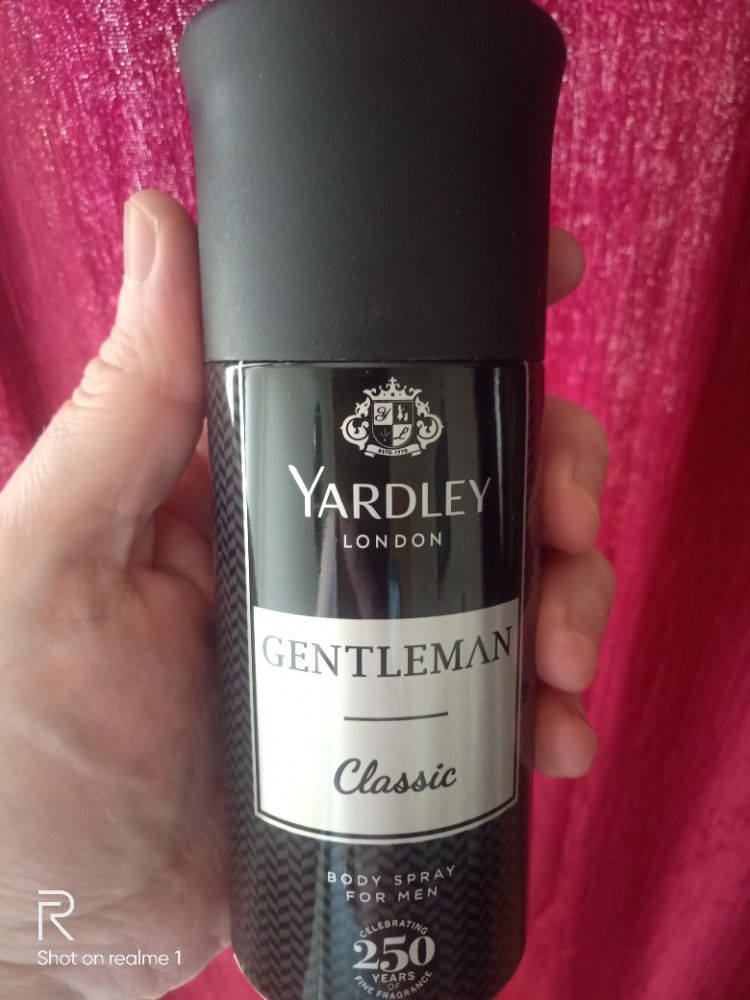 Y
L
ESTD 1770
YARDLEY
LONDON
GENTLEMAN
Classic
BODY SPRAY
FOR MEN
CELEBRATING
250
YEARS
OF
FINE FRAGRANCE
R
Shot on realme 1